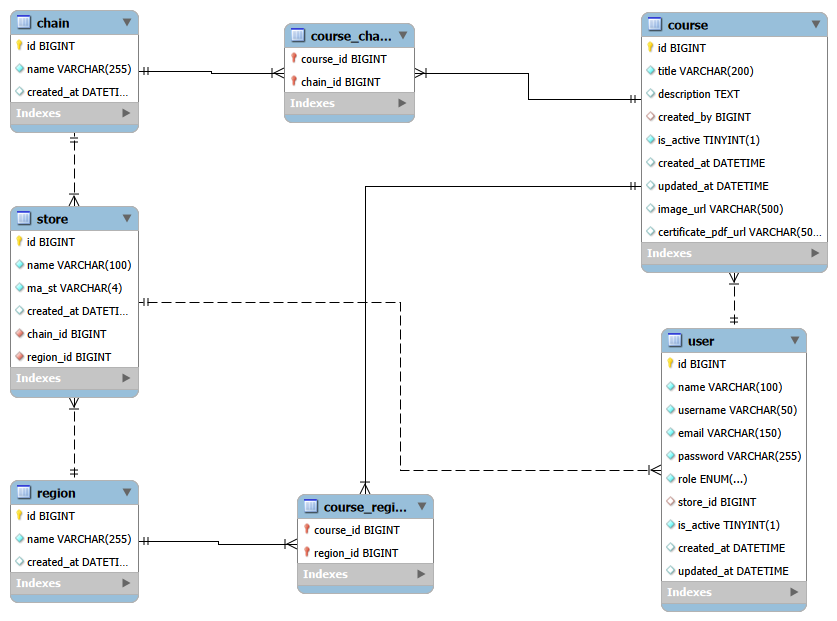 chain
id BIGINT
name VARCHAR(255)
created_at DATETI...
Indexes
course_cha...
course_id BIGINT
chain_id BIGINT
Indexes
course
id BIGINT
title VARCHAR(200)
description TEXT
created_by BIGINT
is_active TINYINT(1)
created_at DATETIME
updated_at DATETIME
image_url VARCHAR(500)
certificate_pdf_url VARCHAR(50...
Indexes
store
id BIGINT
name VARCHAR(100)
ma_st VARCHAR(4)
created_at DATETI...
chain_id BIGINT
region_id BIGINT
Indexes
user
id BIGINT
name VARCHAR(100)
username VARCHAR(50)
email VARCHAR(150)
password VARCHAR(255)
role ENUM(...)
store_id BIGINT
is_active TINYINT(1)
created_at DATETIME
updated_at DATETIME
Indexes
region
id BIGINT
name VARCHAR(255)
created_at DATETI...
Indexes
course_regi...
course_id BIGINT
region_id BIGINT
Indexes